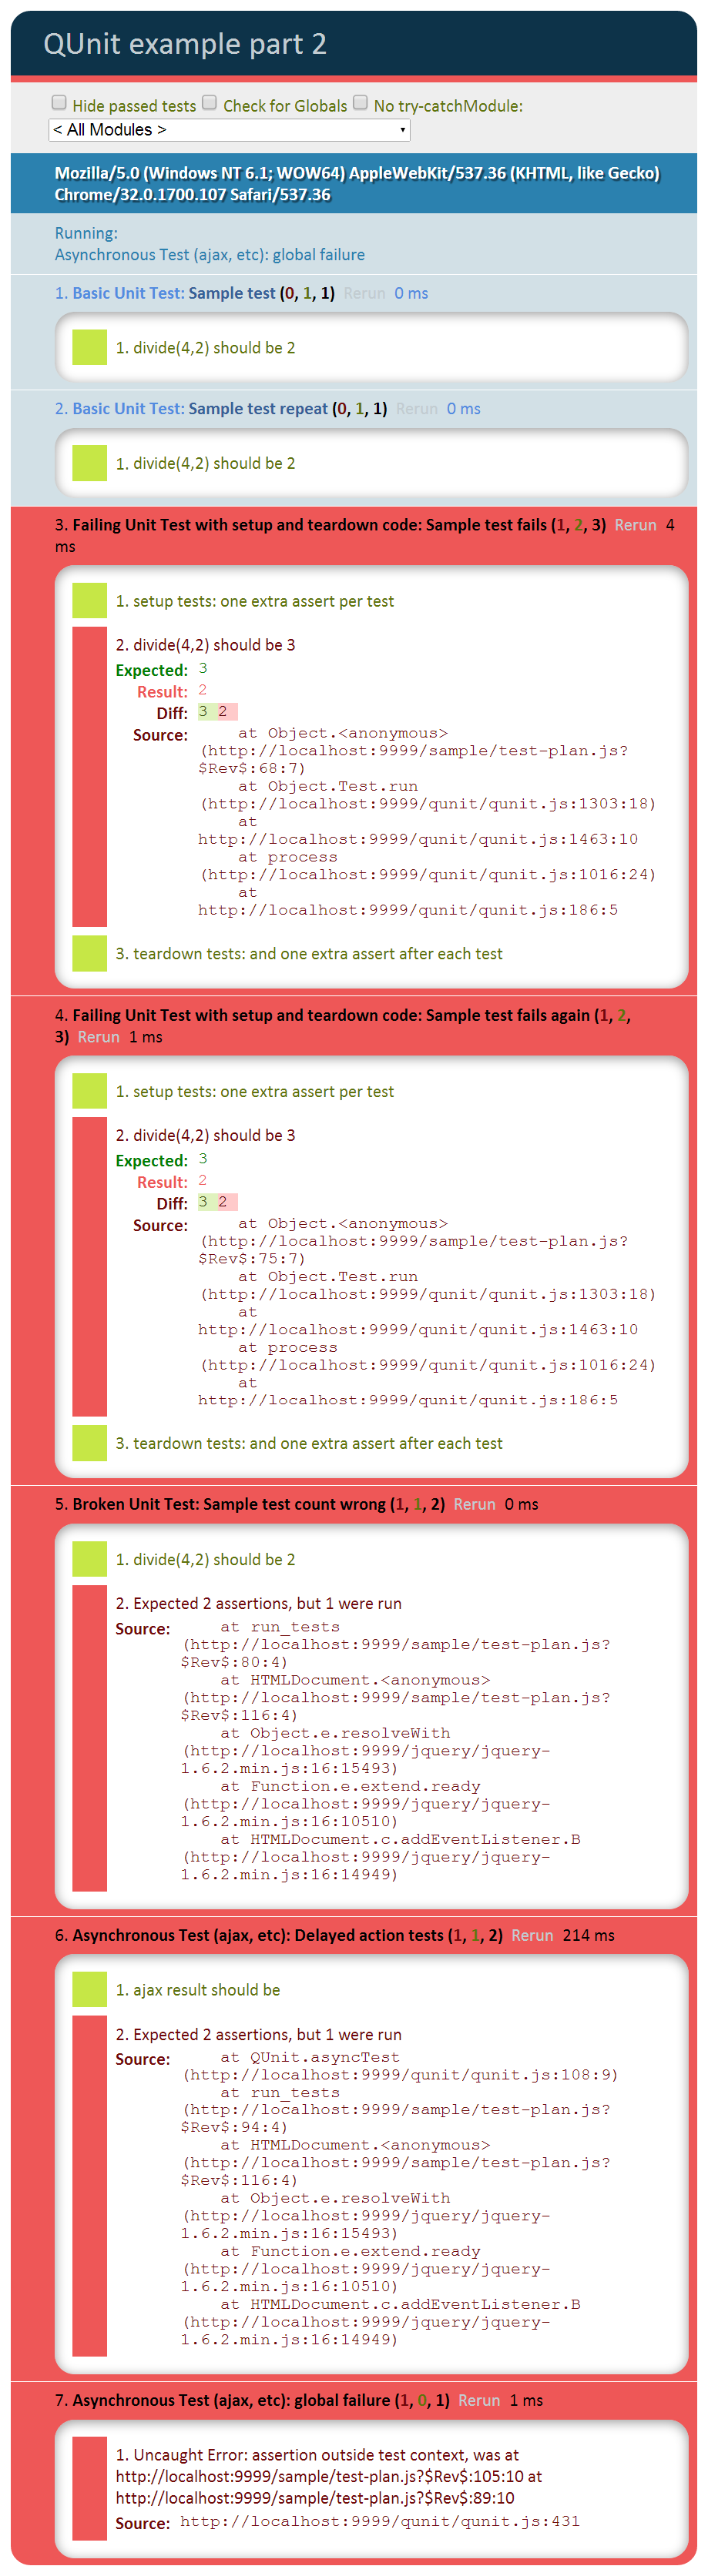 QUnit example part 2
Hide passed tests Check for Globals No try-catchModule:
< All Modules >
Mozilla/5.0 (Windows NT 6.1; WOW64) AppleWebKit/537.36 (KHTML, like Gecko)
Chrome/32.0.1700.107 Safari/537.36
Running:
Asynchronous Test (ajax, etc): global failure
1. Basic Unit Test: Sample test (0, 1, 1) Rerun 0 ms
1. divide(4,2) should be 2
2. Basic Unit Test: Sample test repeat (0, 1, 1) Rerun 0 ms
1. divide(4,2) should be 2
3. Failing Unit Test with setup and teardown code: Sample test fails (1, 2, 3) Rerun 4
ms
1. setup tests: one extra assert per test
2. divide(4,2) should be 3
Expected: 3
Result: 2
Diff: 3 2
Source: at Object.<anonymous>
(http://localhost:9999/sample/test-plan.js?
$Rev$:68:7)
at Object.Test.run
(http://localhost:9999/qunit/qunit.js:1303:18)
at
http://localhost:9999/qunit/qunit.js:1463:10
at process
(http://localhost:9999/qunit/qunit.js:1016:24)
at
http://localhost:9999/qunit/qunit.js:186:5
3. teardown tests: and one extra assert after each test
4. Failing Unit Test with setup and teardown code: Sample test fails again (1, 2,
3) Rerun 1 ms
1. setup tests: one extra assert per test
2. divide(4,2) should be 3
Expected: 3
Result: 2
Diff: 3 2
Source: at Object.<anonymous>
(http://localhost:9999/sample/test-plan.js?
$Rev$:75:7)
at Object.Test.run
(http://localhost:9999/qunit/qunit.js:1303:18)
at
http://localhost:9999/qunit/qunit.js:1463:10
at process
(http://localhost:9999/qunit/qunit.js:1016:24)
at
http://localhost:9999/qunit/qunit.js:186:5
3. teardown tests: and one extra assert after each test
5. Broken Unit Test: Sample test count wrong (1, 1, 2) Rerun 0 ms
1. divide(4,2) should be 2
2. Expected 2 assertions, but 1 were run
Source: at run_tests
(http://localhost:9999/sample/test-plan.js?
$Rev$:80:4)
at HTMLDocument.<anonymous>
(http://localhost:9999/sample/test-plan.js?
$Rev$:116:4)
at Object.e.resolveWith
(http://localhost:9999/jquery/jquery-
1.6.2.min.js:16:15493)
at Function.e.extend.ready
(http://localhost:9999/jquery/jquery-
1.6.2.min.js:16:10510)
at HTMLDocument.c.addEventListener.B
(http://localhost:9999/jquery/jquery-
1.6.2.min.js:16:14949)
6. Asynchronous Test (ajax, etc): Delayed action tests (1, 1, 2) Rerun 214 ms
1. ajax result should be
2. Expected 2 assertions, but 1 were run
Source: at QUnit.asyncTest
(http://localhost:9999/qunit/qunit.js:108:9)
at run_tests
(http://localhost:9999/sample/test-plan.js?
$Rev$:94:4)
at HTMLDocument.<anonymous>
(http://localhost:9999/sample/test-plan.js?
$Rev$:116:4)
at Object.e.resolveWith
(http://localhost:9999/jquery/jquery-
1.6.2.min.js:16:15493)
at Function.e.extend.ready
(http://localhost:9999/jquery/jquery-
1.6.2.min.js:16:10510)
at HTMLDocument.c.addEventListener.B
(http://localhost:9999/jquery/jquery-
1.6.2.min.js:16:14949)
7. Asynchronous Test (ajax, etc): global failure (1, 0, 1) Rerun 1 ms
1. Uncaught Error: assertion outside test context, was at
http://localhost:9999/sample/test-plan.js?$Rev$:105:10 at
http://localhost:9999/sample/test-plan.js?$Rev$:89:10
Source: http://localhost:9999/qunit/qunit.js:431